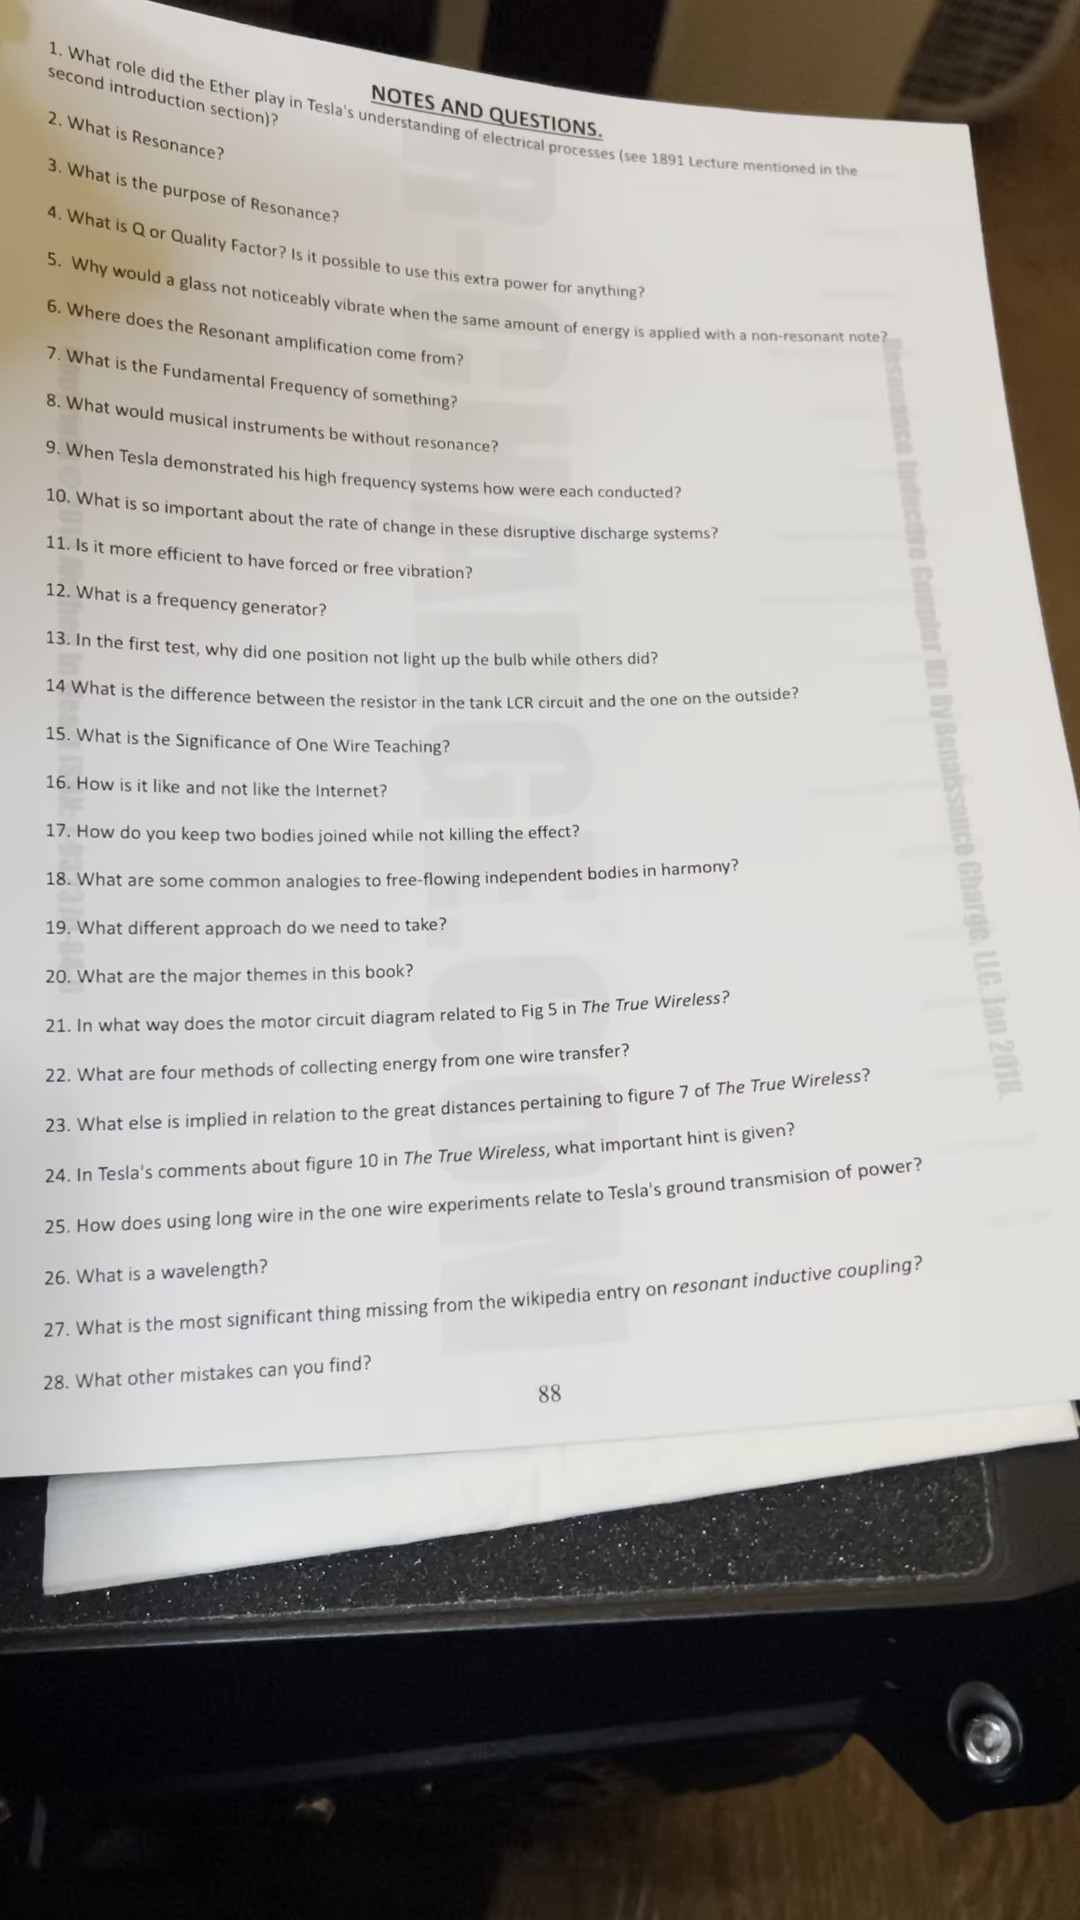 NOTES AND QUESTIONS.
1. What role did the Ether play in Tesla's understanding of electrical processes (see 1891 Lecture mentioned in the
second introduction section)?
2. What is Resonance?
3. What is the purpose of Resonance?
4. What is Q or Quality Factor? Is it possible to use this extra power for anything?
5. Why would a glass not noticeably vibrate when the same amount of energy is applied with a non-resonant note?
6. Where does the Resonant amplification come from?
7. What is the Fundamental Frequency of something?
8. What would musical instruments be without resonance?
9. When Tesla demonstrated his high frequency systems how were each conducted?
10. What is so important about the rate of change in these disruptive discharge systems?
11. Is it more efficient to have forced or free vibration?
12. What is a frequency generator?
13. In the first test, why did one position not light up the bulb while others did?
14 What is the difference between the resistor in the tank LCR circuit and the one on the outside?
15. What is the Significance of One Wire Teaching?
16. How is it like and not like the Internet?
17. How do you keep two bodies joined while not killing the effect?
18. What are some common analogies to free-flowing independent bodies in harmony?
19. What different approach do we need to take?
20. What are the major themes in this book?
21. In what way does the motor circuit diagram related to Fig 5 in The True Wireless?
22. What are four methods of collecting energy from one wire transfer?
23. What else is implied in relation to the great distances pertaining to figure 7 of The True Wireless?
24. In Tesla's comments about figure 10 in The True Wireless, what important hint is given?
25. How does using long wire in the one wire experiments relate to Tesla's ground transmision of power?
26. What is a wavelength?
27. What is the most significant thing missing from the wikipedia entry on resonant inductive coupling?
28. What other mistakes can you find?
88
R-CHARGE.COM
Resonance Inductive Coupler Kit By Renaissance Charge, LLC. Jan 2018.